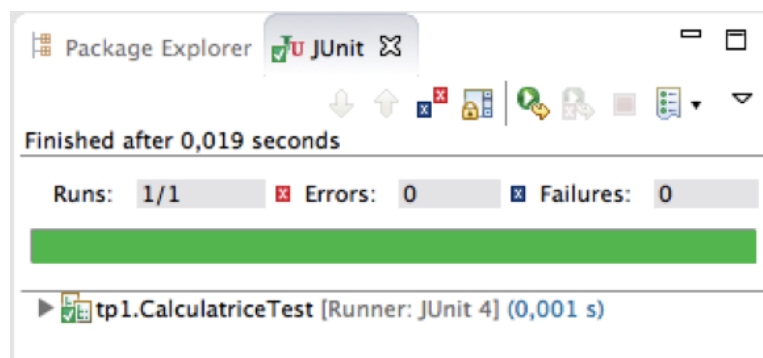 Package Explorer JUnit
Finished after 0,019 seconds
Runs: 1/1 Errors: 0 Failures: 0
tp1.CalculatriceTest [Runner: JUnit 4] (0,001 s)